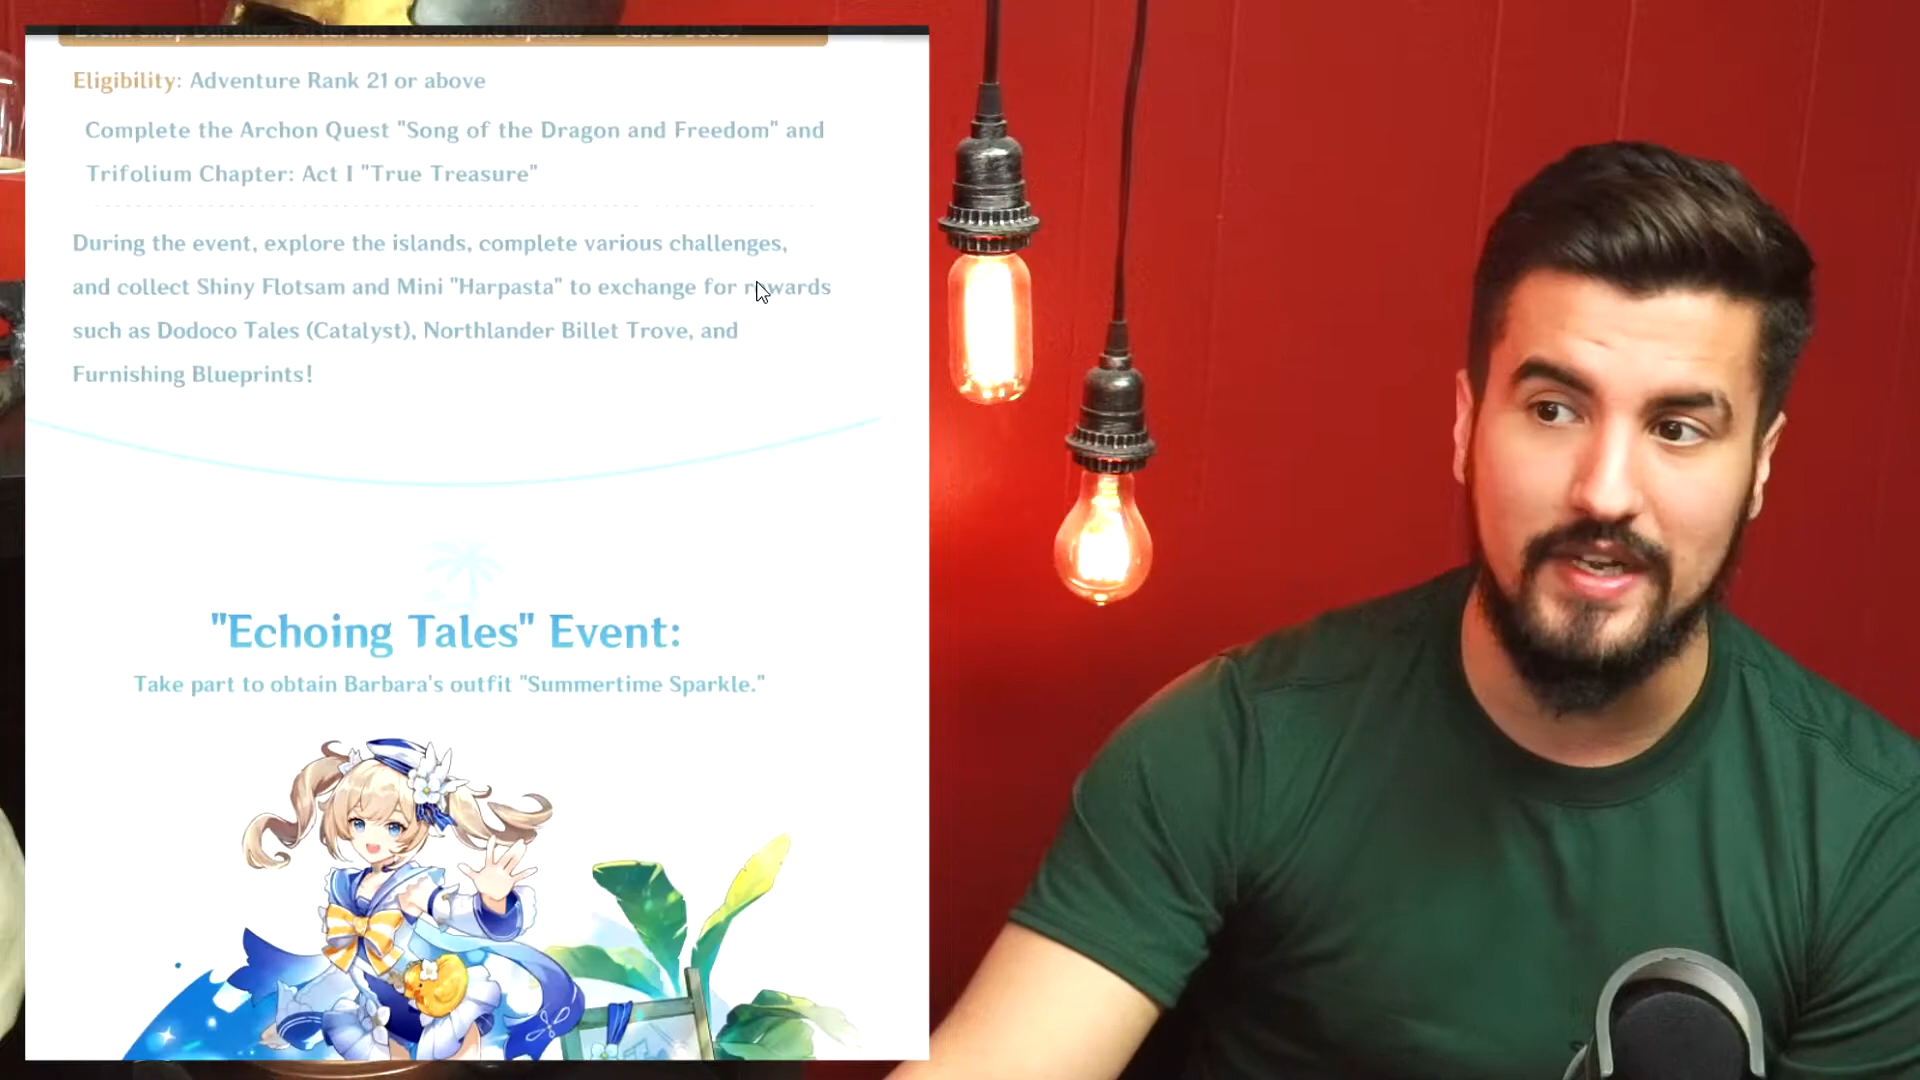 Eligibility: Adventure Rank 21 or above
Complete the Archon Quest "Song of the Dragon and Freedom" and
Trifolium Chapter: Act I "True Treasure"
During the event, explore the islands, complete various challenges,
and collect Shiny Flotsam and Mini "Harpasta" to exchange for rewards
such as Dodoco Tales (Catalyst), Northlander Billet Trove, and
Furnishing Blueprints!
"Echoing Tales" Event:
Take part to obtain Barbara's outfit "Summertime Sparkle."